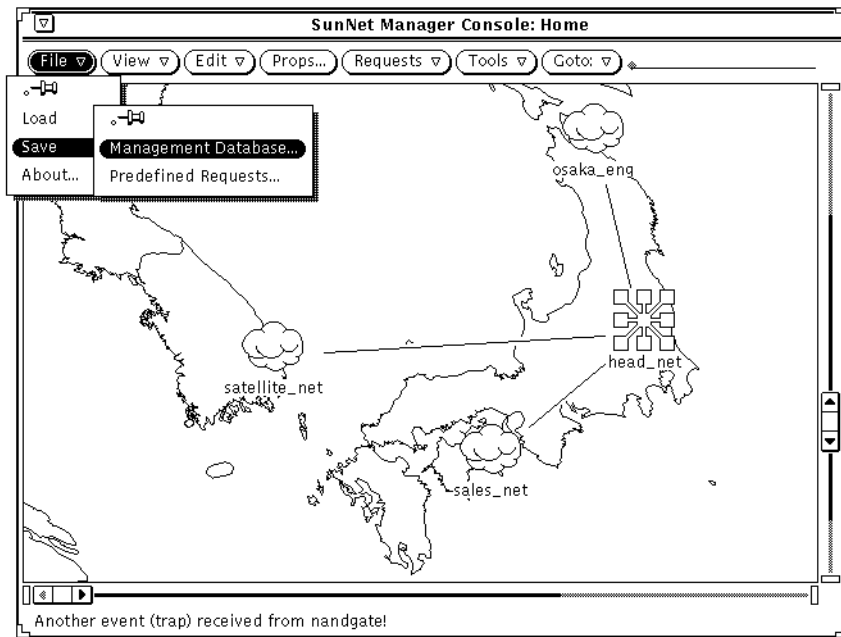 SunNet Manager Console: Home
File View Edit Props... Requests Tools Goto:
Load
Save
About...
Management Database...
Predefined Requests...
osaka_eng
head_net
satellite_net
sales_net
Another event (trap) received from nandgate!